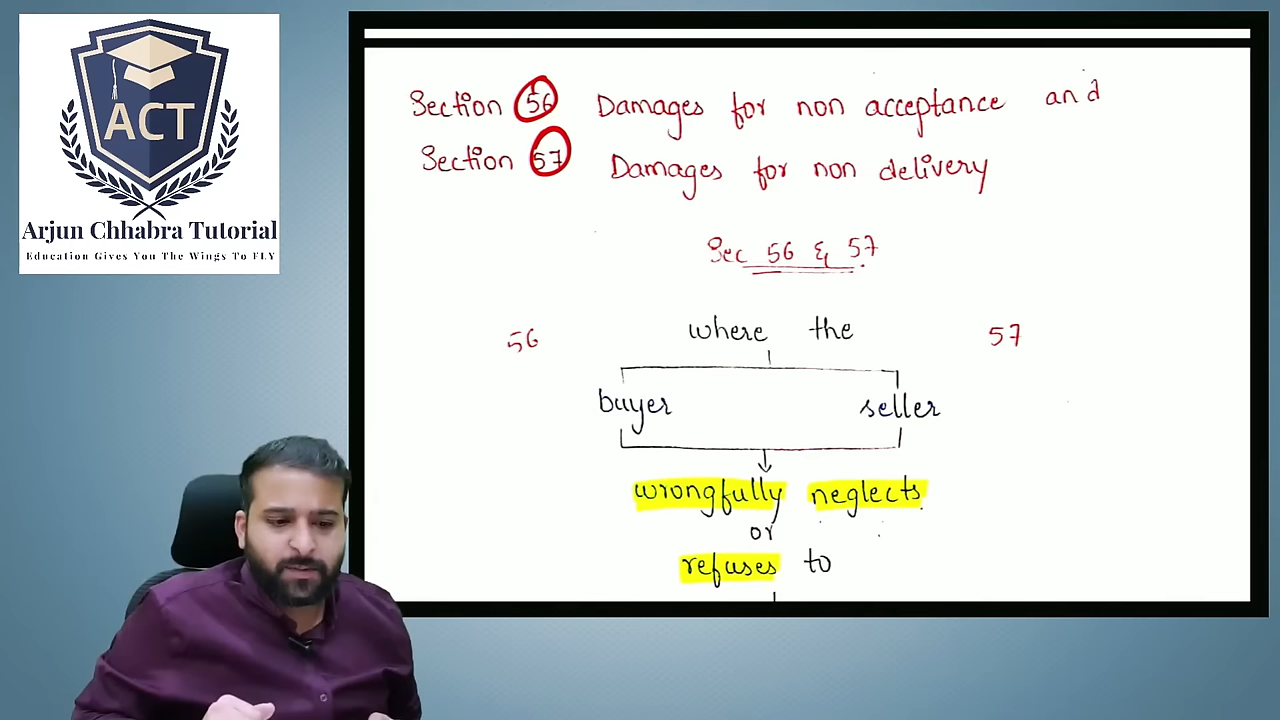 ACT
Arjun Chhabra Tutorial
Education Gives You The Wings To FLY
Section 56 Damages for non acceptance and
Section 57 Damages for non delivery
Sec 56 & 57
56 where the 57
buyer seller
wrongfully neglects
or
refuses to